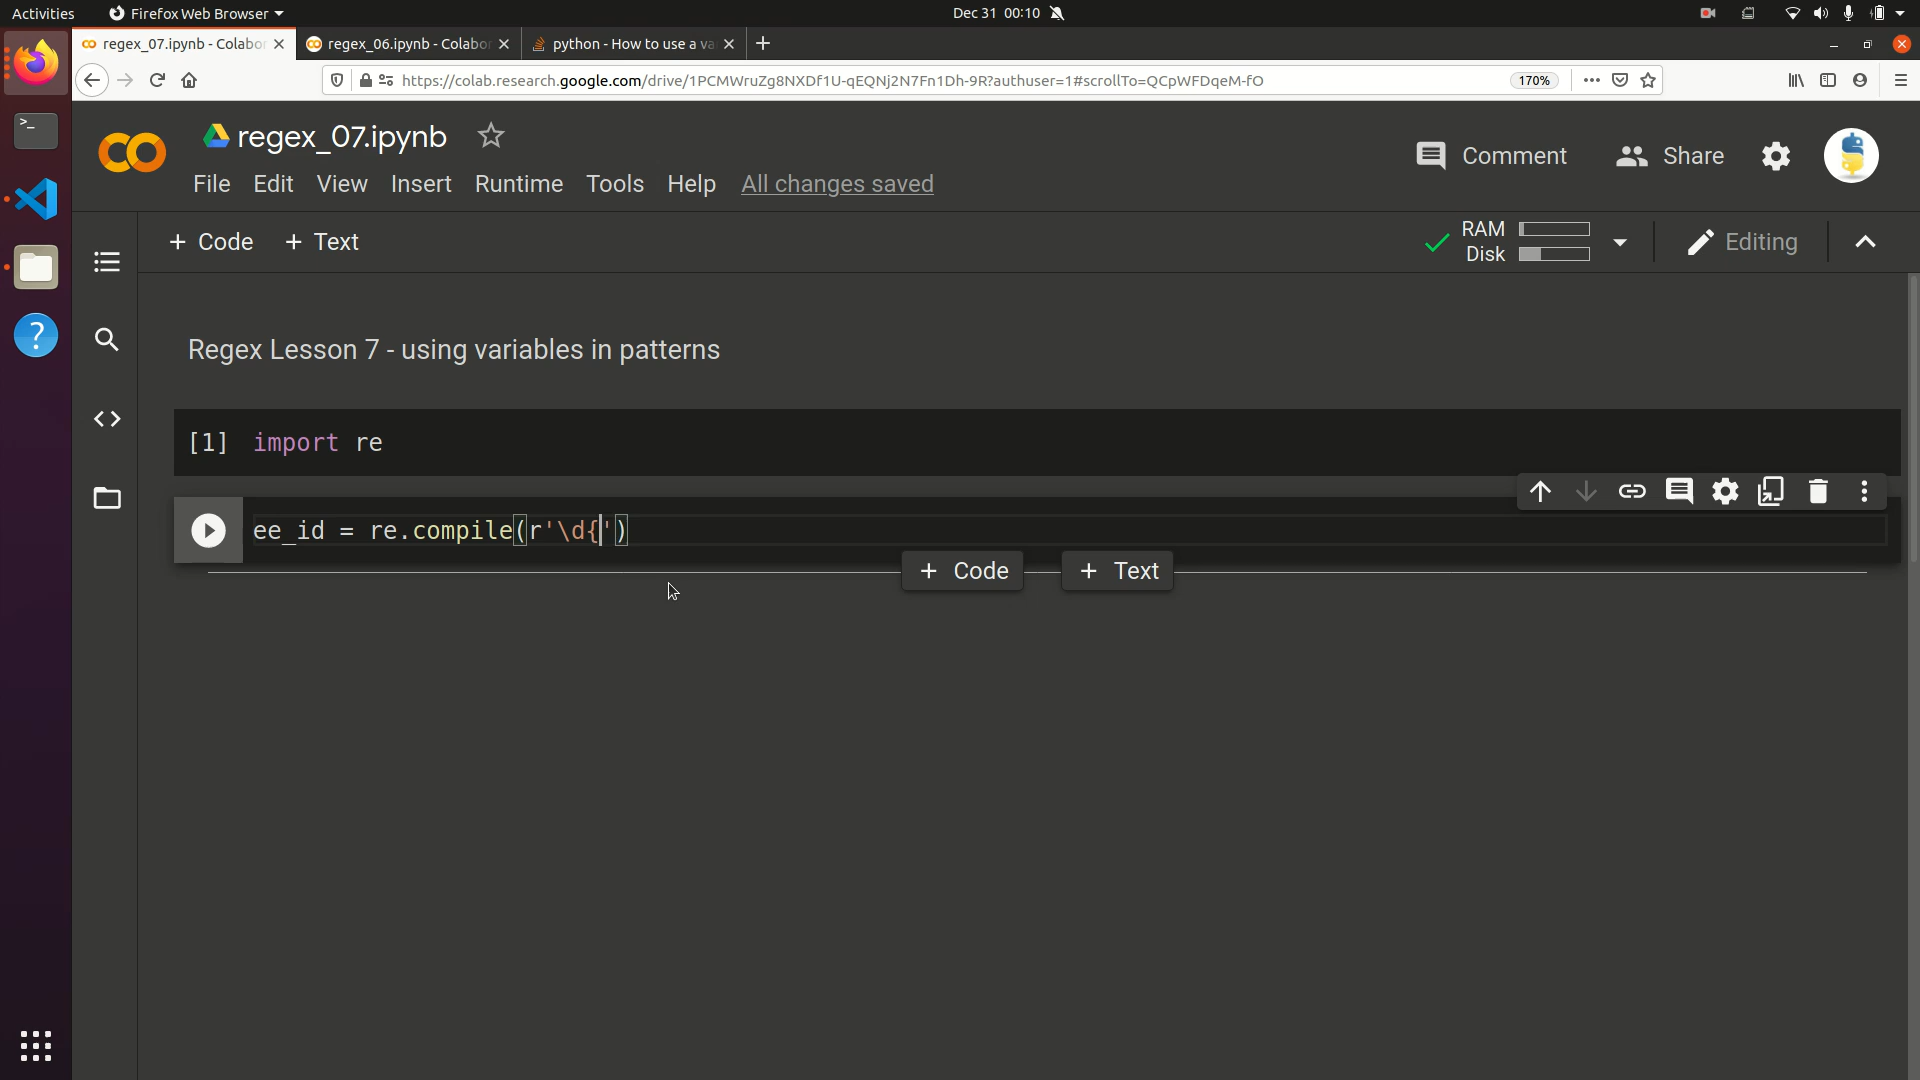 Activities Firefox Web Browser Dec 31 00:10
regex_07.ipynb - Colabo regex_06.ipynb - Colabo python - How to use a va
https://colab.research.google.com/drive/1PCMWruZg8NXDf1U-qEQNj2N7Fn1Dh-9R?authuser=1#scrollTo=QCpWFDqeM-fO 170%
regex_07.ipynb
Comment Share
File Edit View Insert Runtime Tools Help All changes saved
+ Code + Text RAM Disk Editing
Regex Lesson 7 - using variables in patterns
[1] import re
ee_id = re.compile(r'\d{')
+ Code + Text